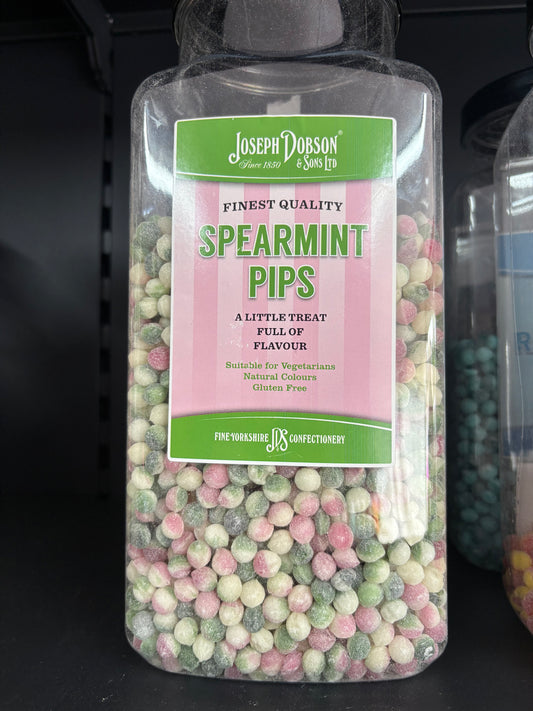 JOSEPH DOBSON®
Since 1850 & SONS LTD
FINEST QUALITY
SPEARMINT
PIPS
A LITTLE TREAT
FULL OF
FLAVOUR
Suitable for Vegetarians
Natural Colours
Gluten Free
FINE YORKSHIRE JDS CONFECTIONERY